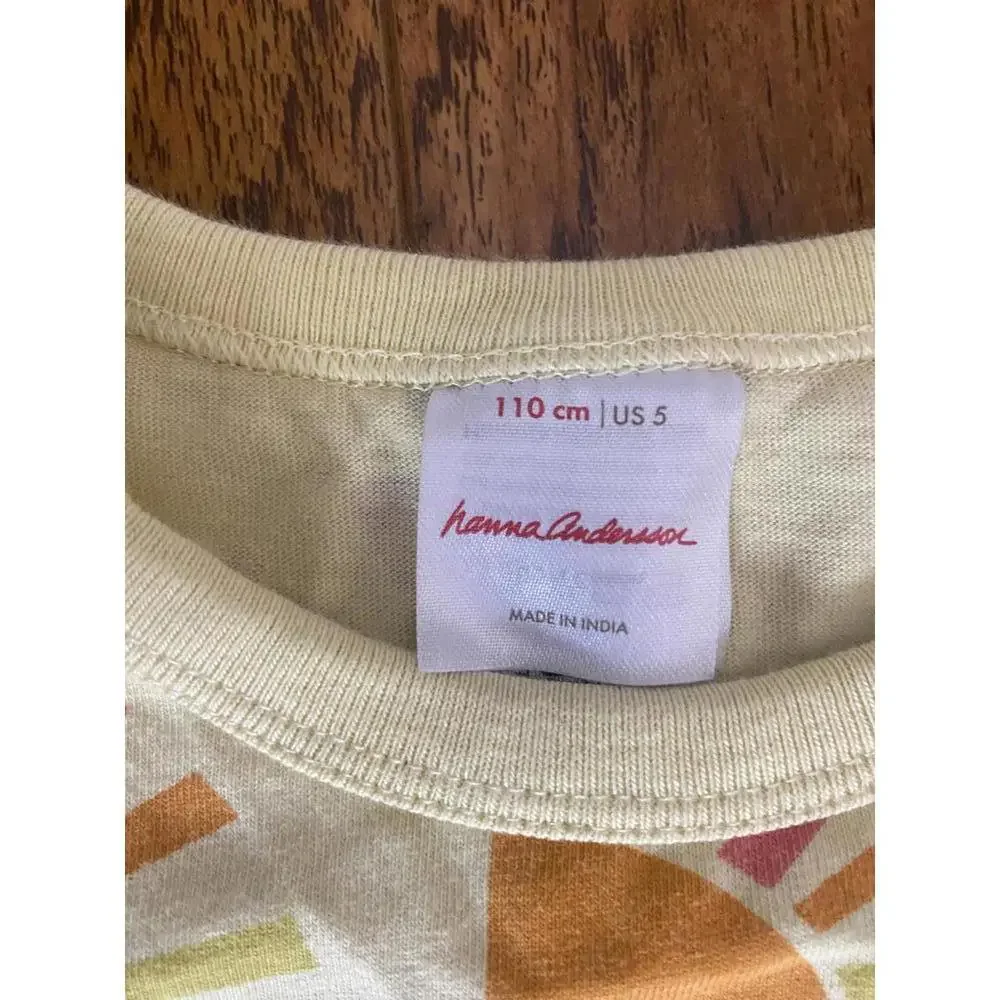 110 cm | US 5
hanna Andersson
MADE IN INDIA